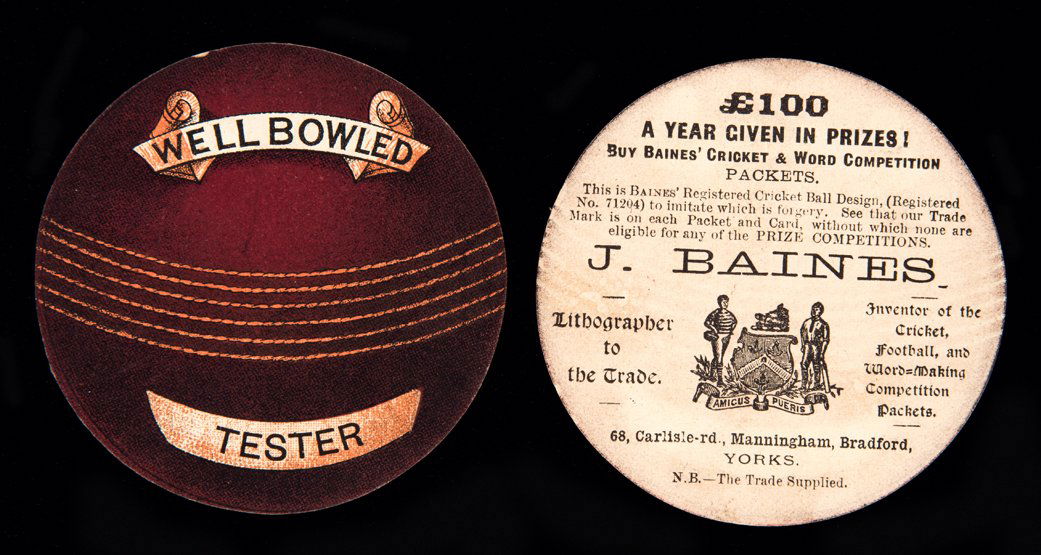 WELL BOWLED
TESTER
£100
A YEAR GIVEN IN PRIZES!
BUY BAINES' CRICKET & WORD COMPETITION
PACKETS.
This is BAINES' Registered Cricket Ball Design, (Registered
No. 71204) to imitate which is forgery. See that our Trade
Mark is on each Packet and Card, without which none are
eligible for any of the PRIZE COMPETITIONS.
J. BAINES.
Lithographer
to
the Trade.
AMICUS PUERIS
Inventor of the
Cricket,
Football, and
Word=Making
Competition
Packets.
68, Carlisle-rd., Manningham, Bradford,
YORKS.
N.B.—The Trade Supplied.